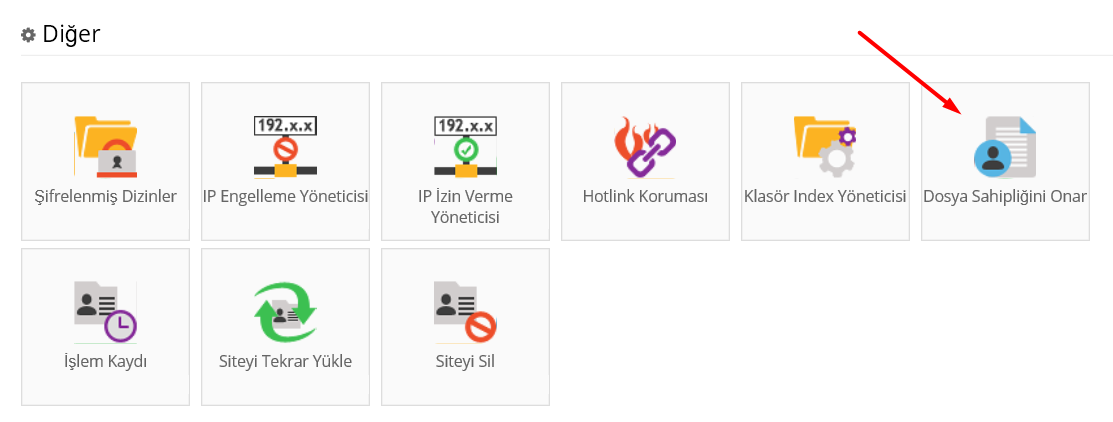 Diğer
192.x.x
192.x.x
Şifrelenmiş Dizinler
IP Engelleme Yöneticisi
IP İzin Verme
Yöneticisi
Hotlink Koruması
Klasör Index Yöneticisi
Dosya Sahipliğini Onar
İşlem Kaydı
Siteyi Tekrar Yükle
Siteyi Sil